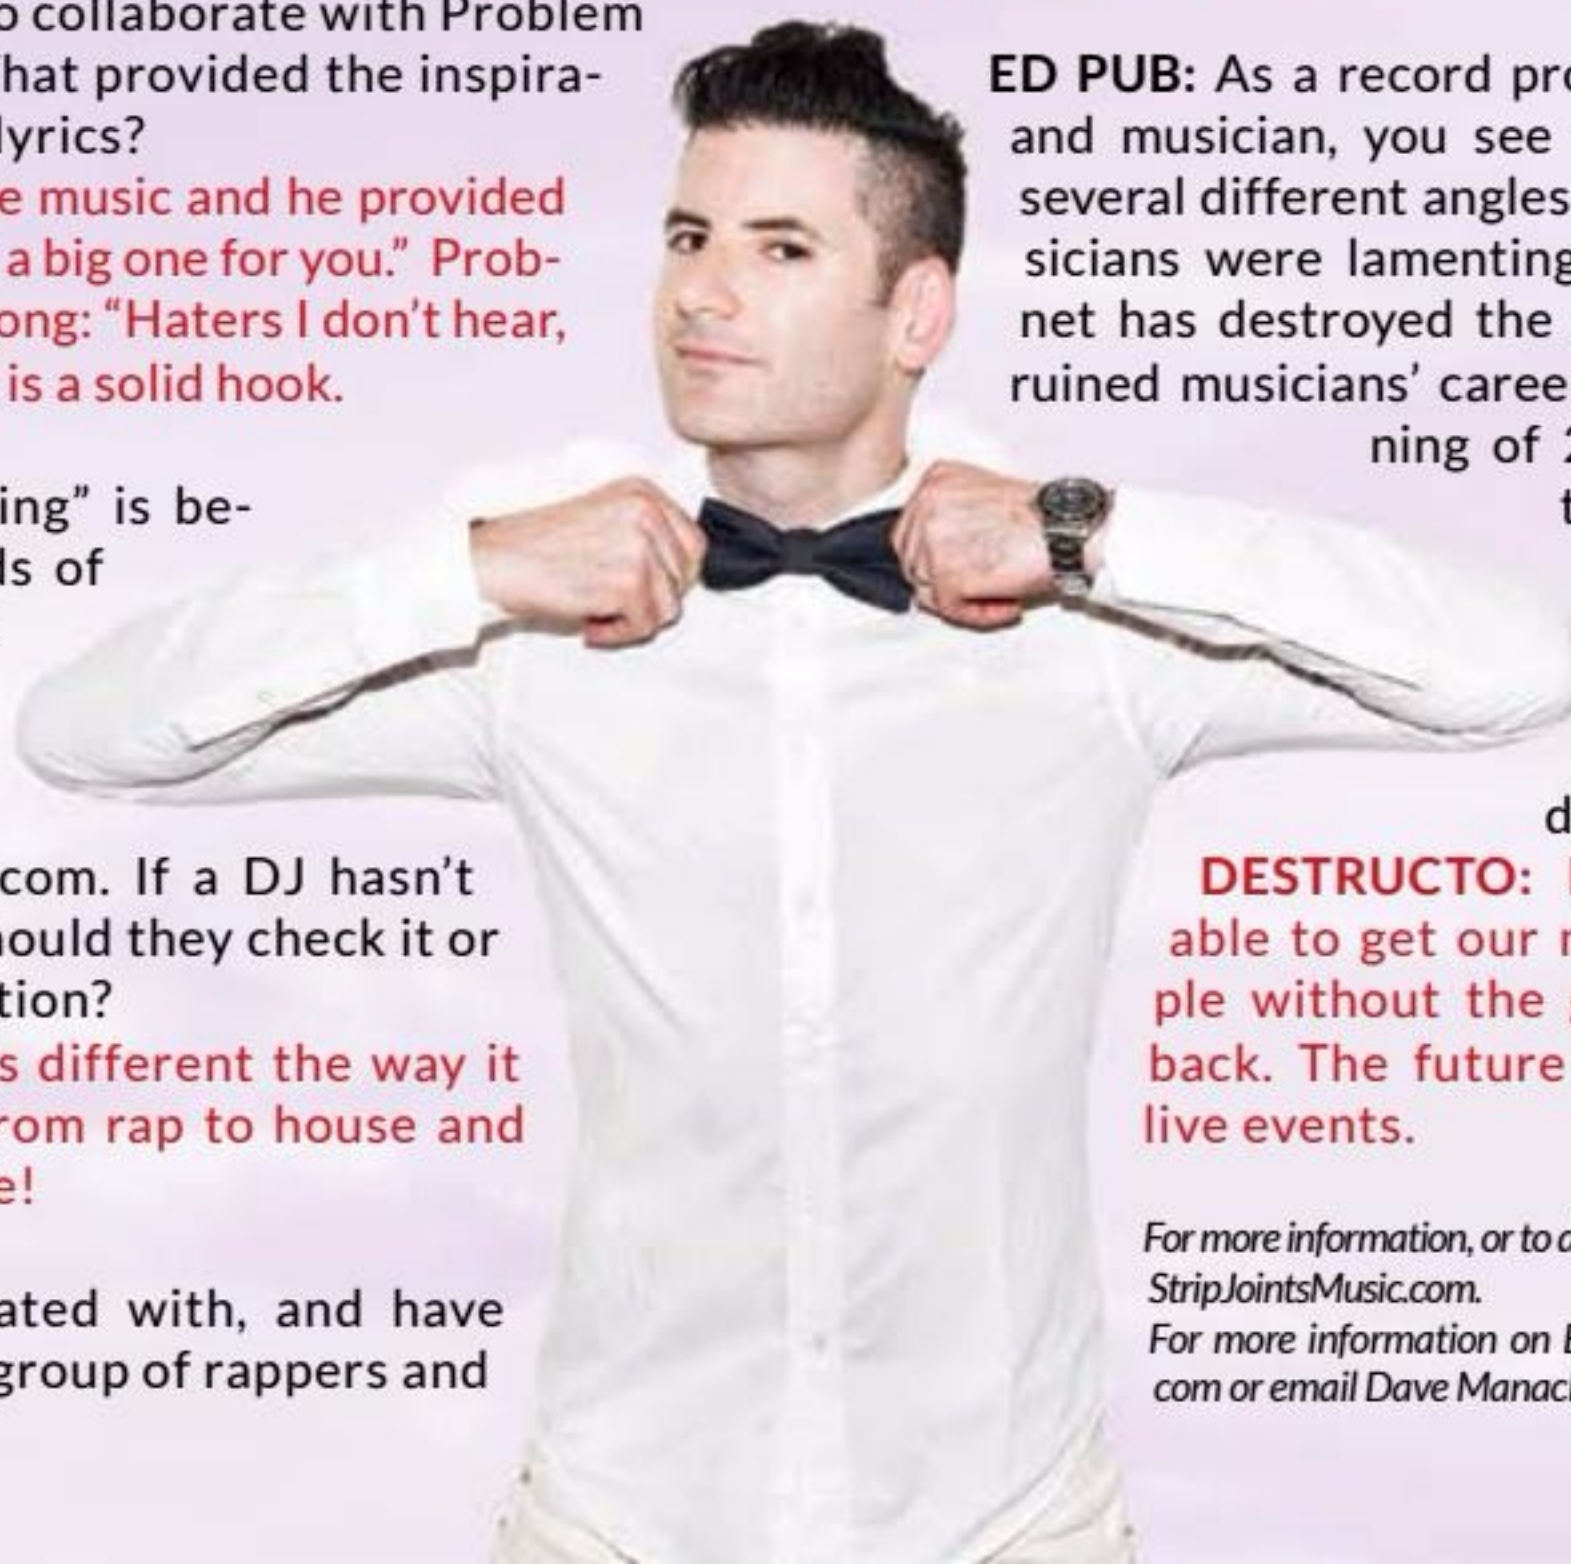 o collaborate with Problem
hat provided the inspira-
lyrics?
e music and he provided
a big one for you.” Prob-
ong: “Haters I don’t hear,
is a solid hook.
ing” is be-
ds of
com. If a DJ hasn’t
hould they check it or
tion?
s different the way it
rom rap to house and
e!
ated with, and have
group of rappers and
ED PUB: As a record pro
and musician, you see
several different angles
sicians were lamenting
net has destroyed the
ruined musicians’ caree
ning of
t
d
DESTRUCTO:
able to get our
ple without the
back. The future
live events.
For more information, or to
StripJointsMusic.com.
For more information on E
com or email Dave Manac